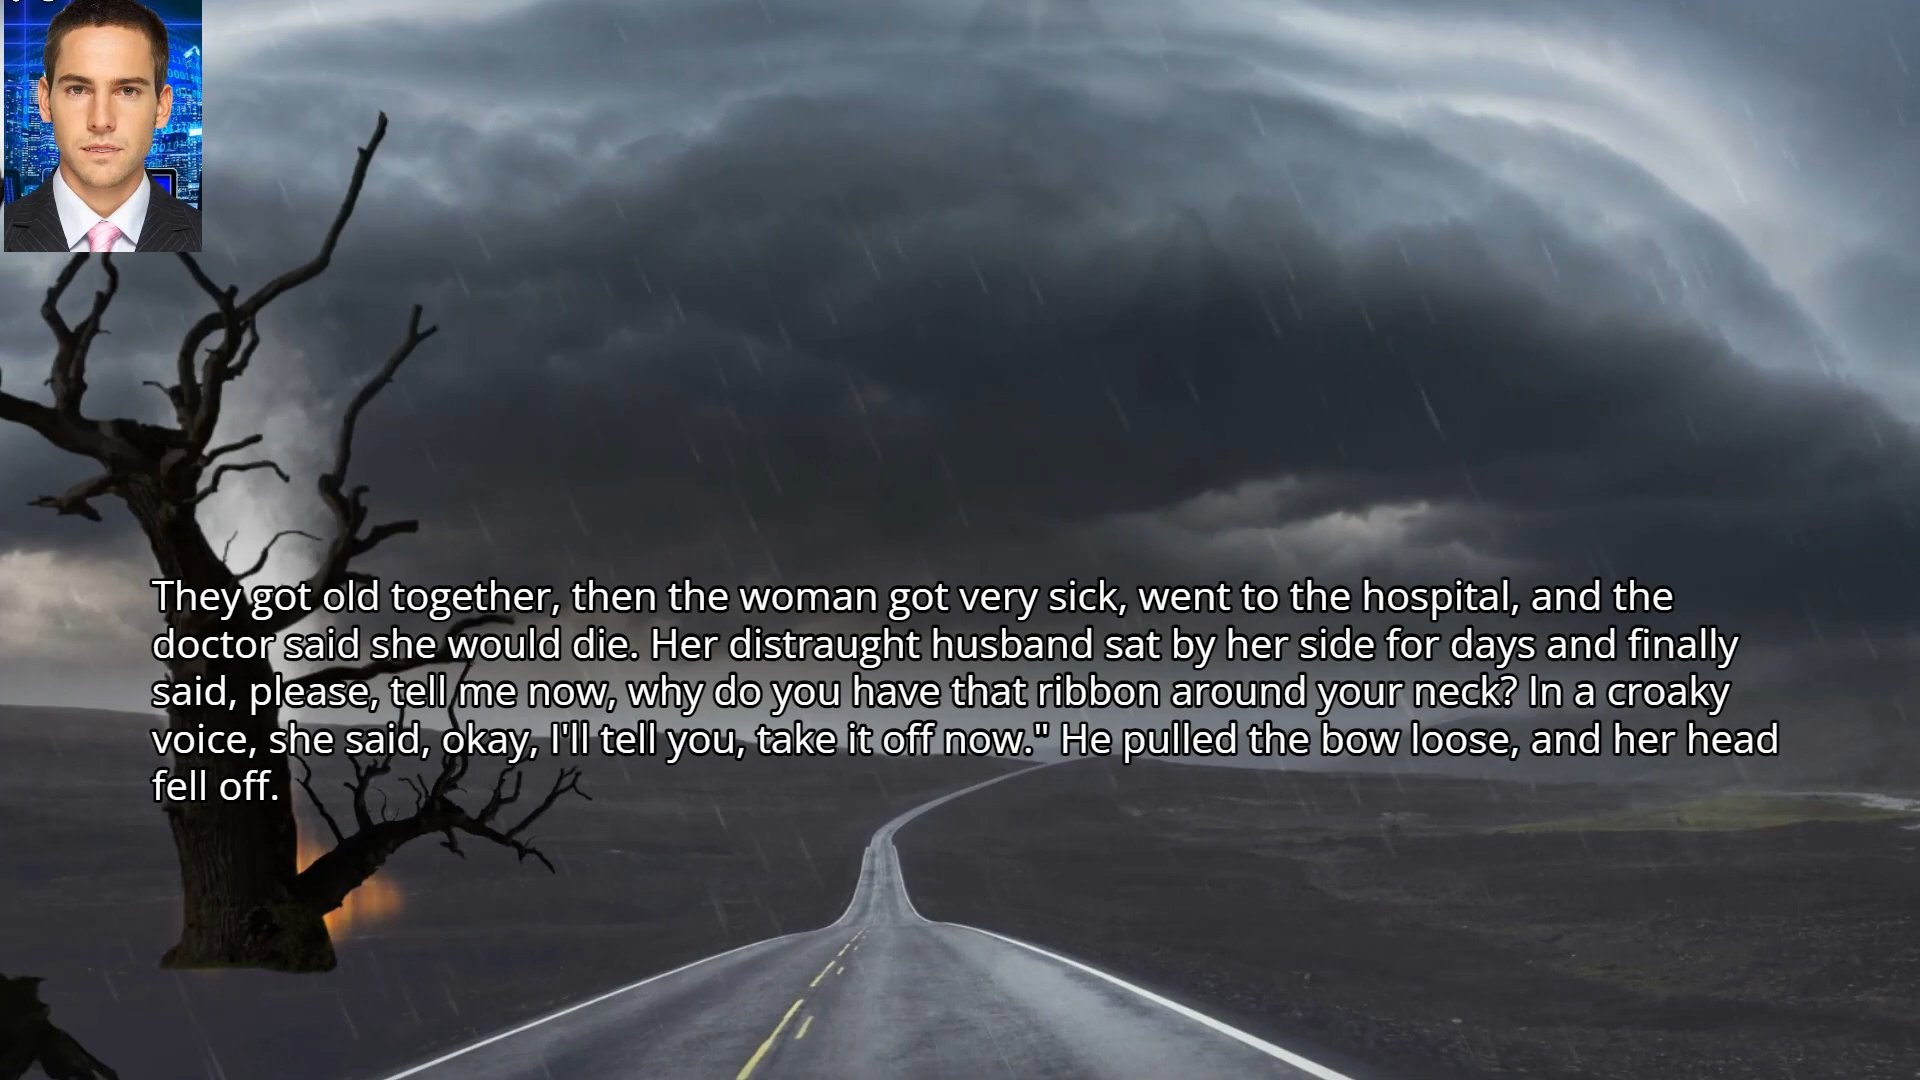 They got old together, then the woman got very sick, went to the hospital, and the
doctor said she would die. Her distraught husband sat by her side for days and finally
said, please, tell me now, why do you have that ribbon around your neck? In a croaky
voice, she said, okay, I'll tell you, take it off now." He pulled the bow loose, and her head
fell off.